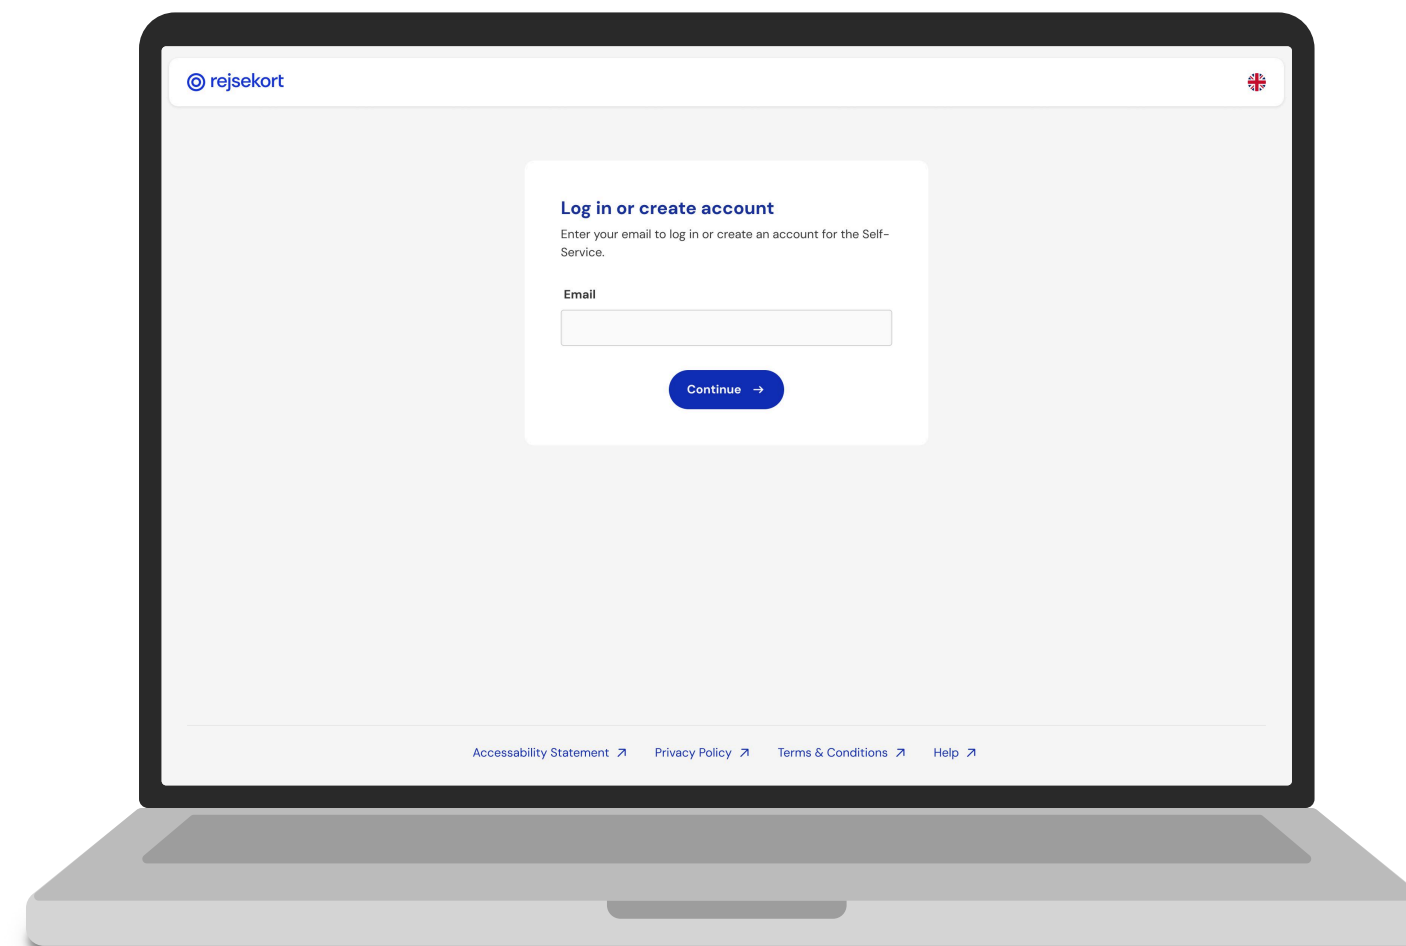 rejsekort
Log in or create account
Enter your email to log in or create an account for the Self-
Service.
Email
Continue
Accessability Statement
Privacy Policy
Terms & Conditions
Help